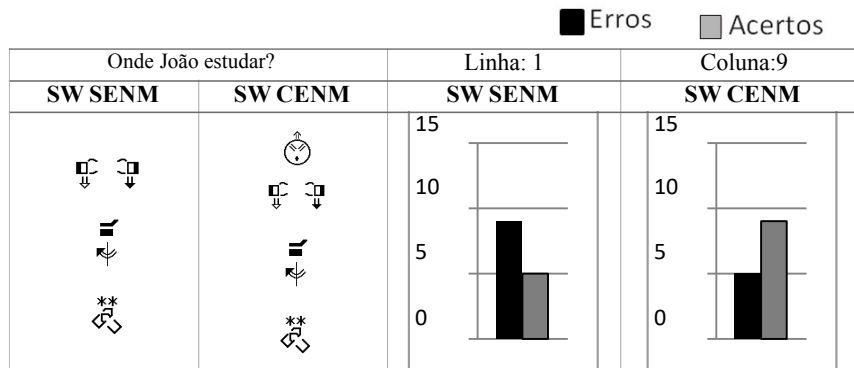 Erros Acertos
Onde João estudar? Linha: 1 Coluna:9
SW SENM SW CENM SW SENM SW CENM
15 15
10 10
5 5
0 0